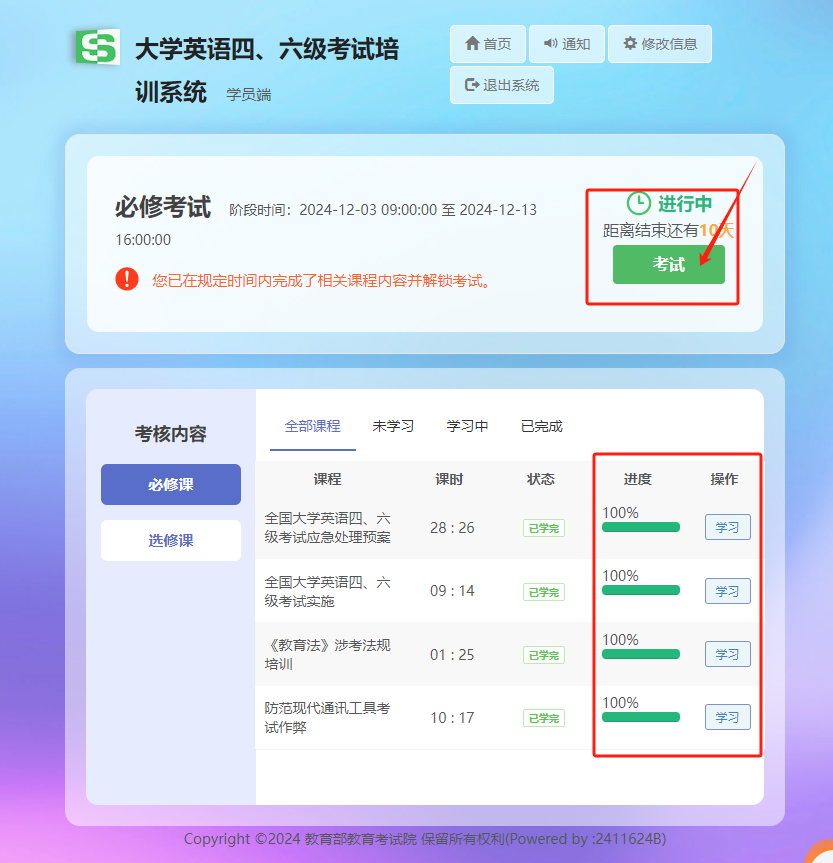 大学英语四、六级考试培
训系统 学员端
首页 通知 修改信息
退出系统
必修考试 阶段时间：2024-12-03 09:00:00 至 2024-12-13
16:00:00
您已在规定时间内完成了相关课程内容并解锁考试。
进行中
距离结束还有10天
考试
考核内容
必修课
选修课
全部课程 未学习 学习中 已完成
课程 课时 状态 进度 操作
全国大学英语四、六
级考试应急处理预案
28 : 26 已学完 100% 学习
全国大学英语四、六
级考试实施
09 : 14 已学完 100% 学习
《教育法》涉考法规
培训
01 : 25 已学完 100% 学习
防范现代通讯工具考
试作弊
10 : 17 已学完 100% 学习
Copyright ©2024 教育部教育考试院 保留所有权利(Powered by :2411624B)